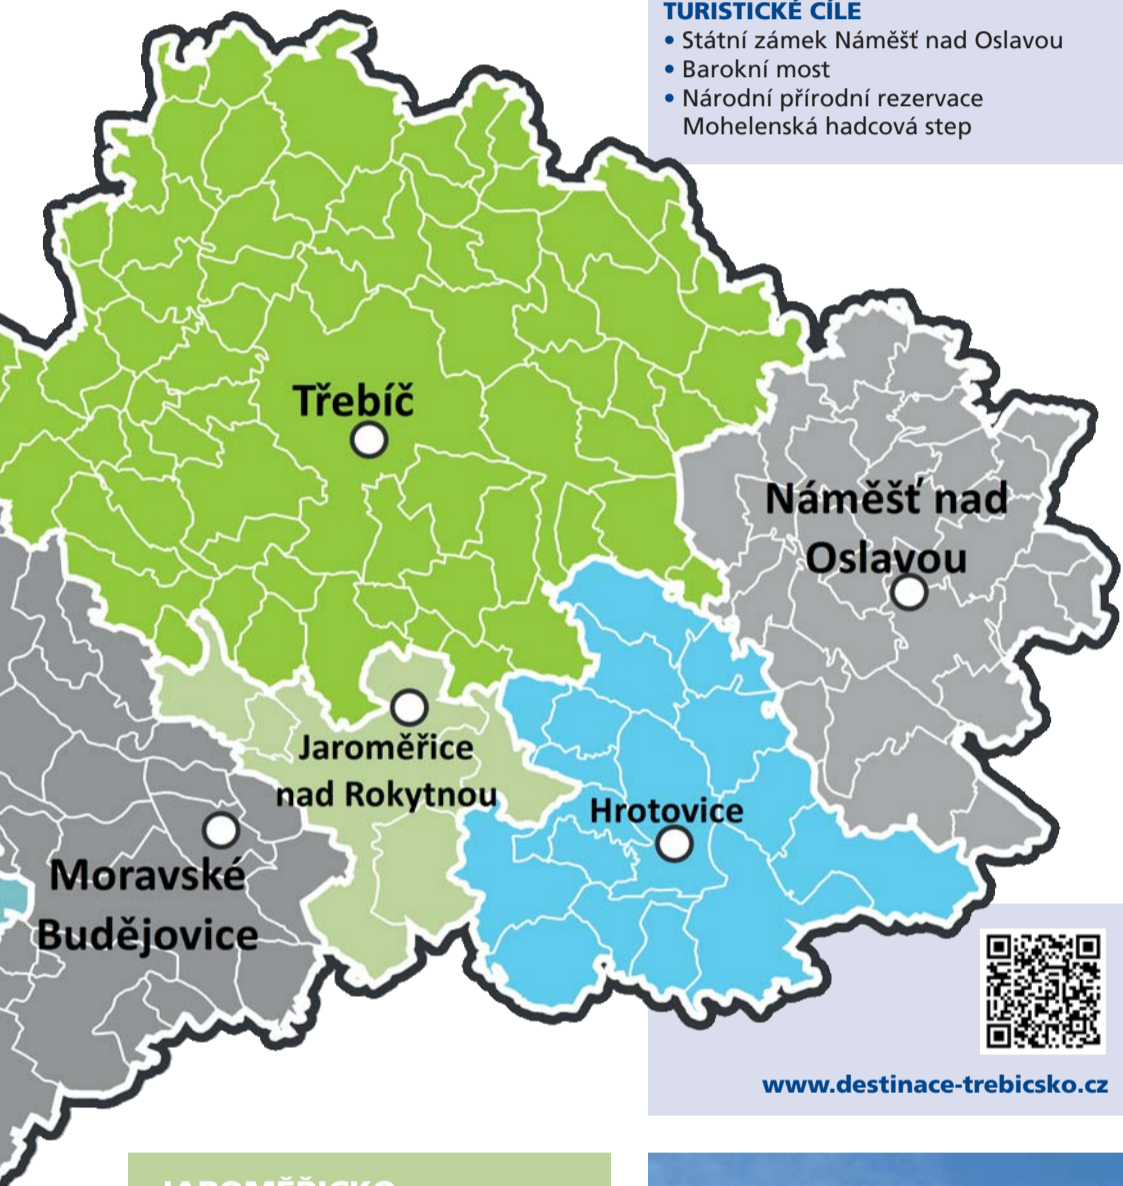 TURISTICKÉ CÍLE
• Státní zámek Náměšť nad Oslavou
• Barokní most
• Národní přírodní rezervace
Mohelenská hadcová step
Třebíč
Náměšť nad
Oslavou
Jaroměřice
nad Rokytnou
Hrotovice
Moravské
Budějovice
www.destinace-trebicsko.cz
JAROMĚŘICKO